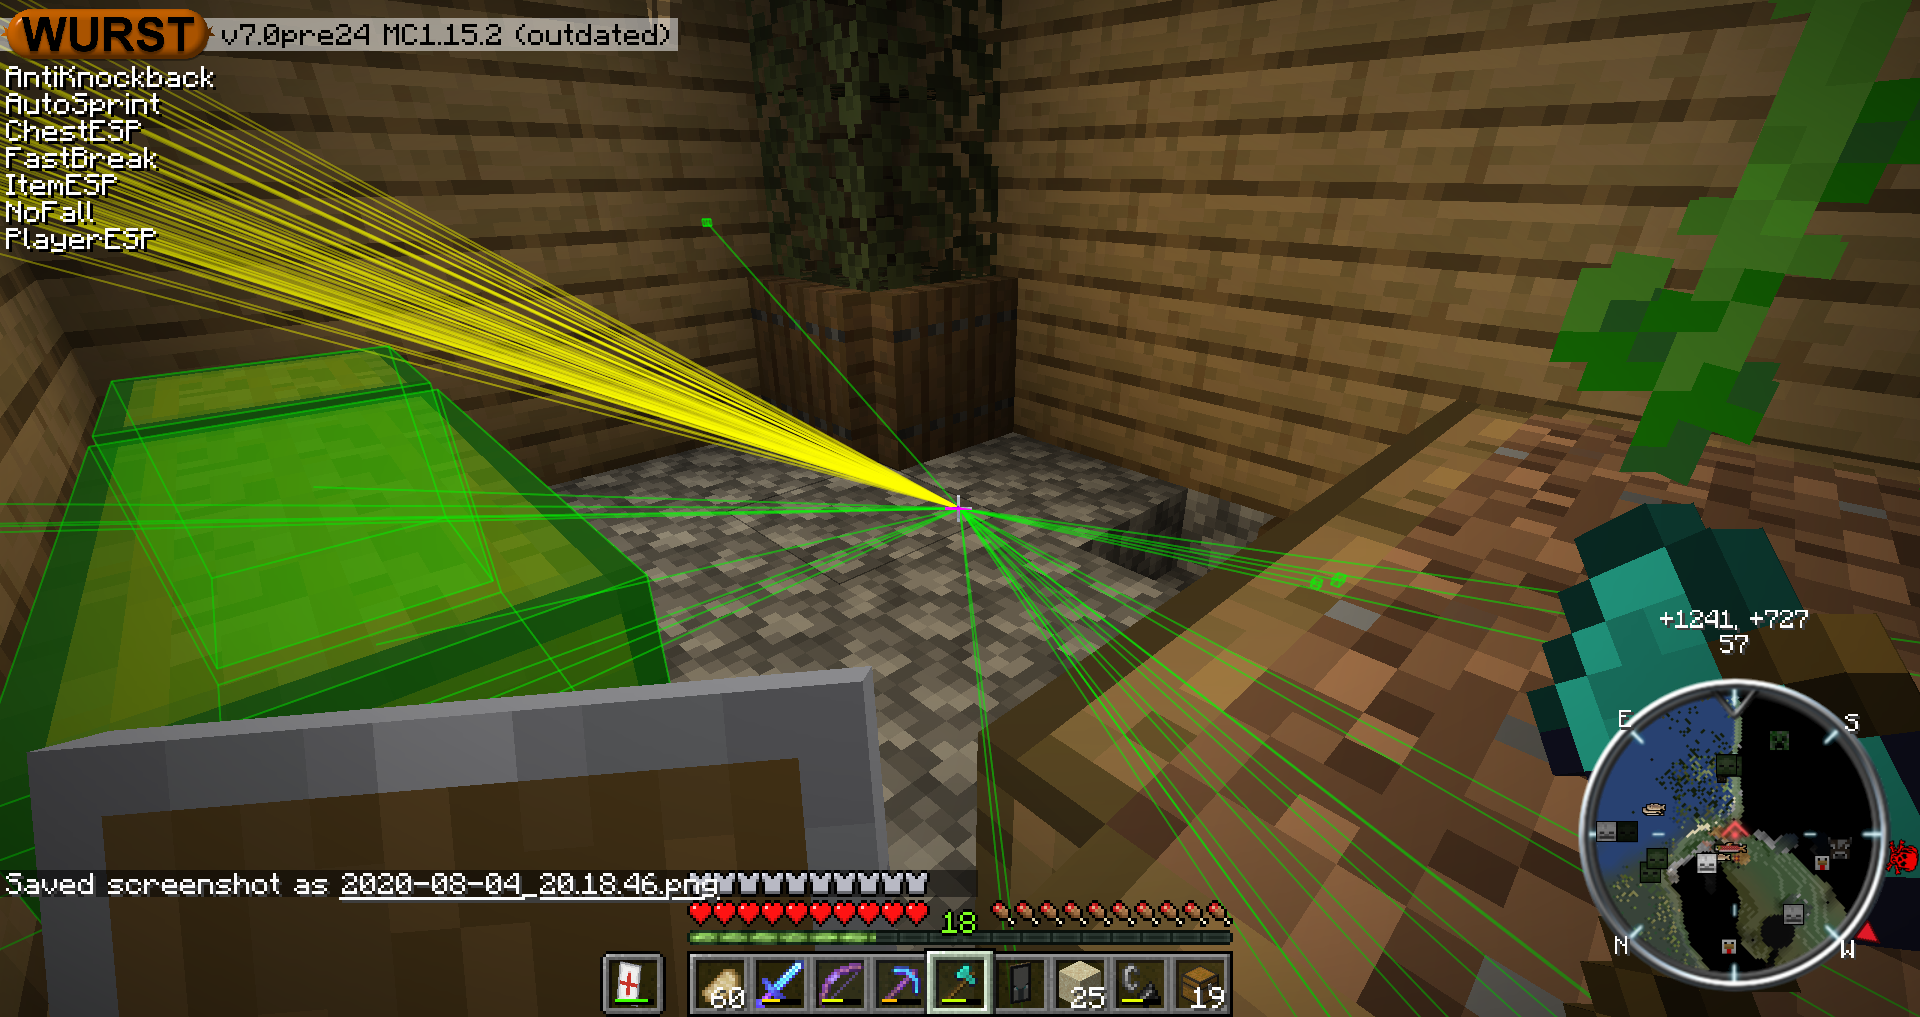 WURST v7.0pre24 MC1.15.2 (outdated)
AntiKnockback
AutoSprint
ChestESP
FastBreak
ItemESP
NoFall
PlayerESP
+1241, +727
57
E
S
N
W
Saved screenshot as 2020-08-04_20.18.46.png.
18
60
25
19